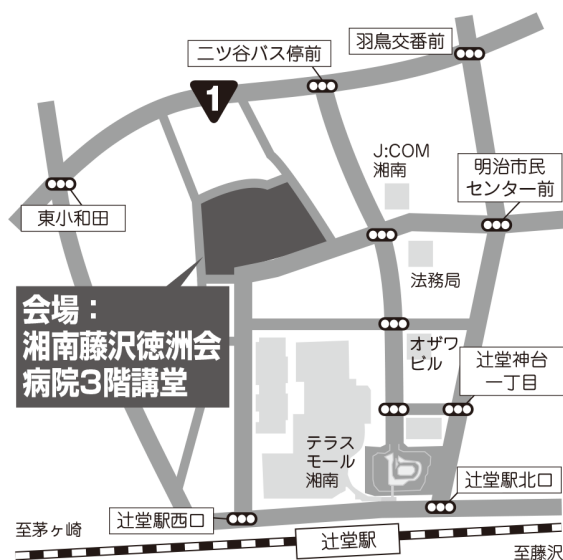 羽鳥交番前
二ツ谷バス停前
1
J:COM
湘南
明治市民
センター前
東小和田
法務局
会場：
湘南藤沢徳洲会
病院3階講堂
オザワ
ビル
辻堂神台
一丁目
テラス
モール
湘南
辻堂駅北口
辻堂駅西口
至茅ヶ崎
辻堂駅
至藤沢